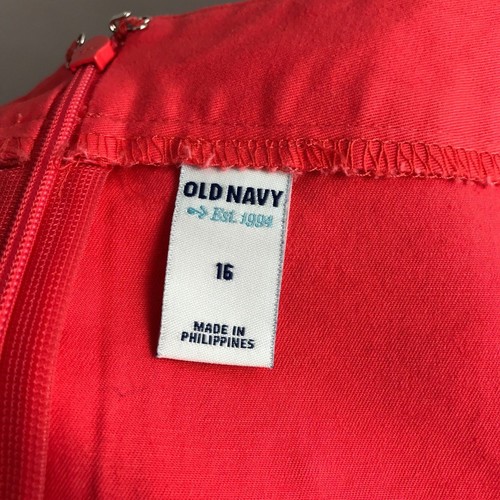 OLD NAVY
Est. 1994
16
MADE IN
PHILIPPINES